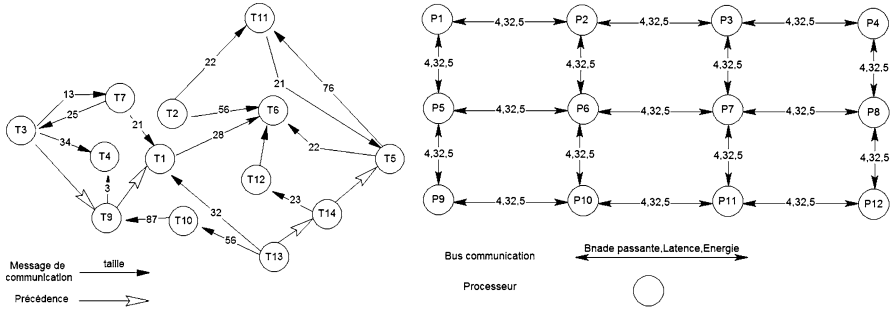 T11
22
21
76
13
T7
T2
56
T6
25
T3
21
34
28
22
T4
T1
T5
T12
3
23
T9
87
T10
32
T14
56
T13
Message de
communication
taille
Précédence
P1
4,32,5
P2
4,32,5
P3
4,32,5
P4
4,32,5
4,32,5
4,32,5
4,32,5
P5
4,32,5
P6
4,32,5
P7
4,32,5
P8
4,32,5
4,32,5
4,32,5
4,32,5
P9
4,32,5
P10
4,32,5
P11
4,32,5
P12
Bus communication
Bnade passante,Latence,Energie
Processeur